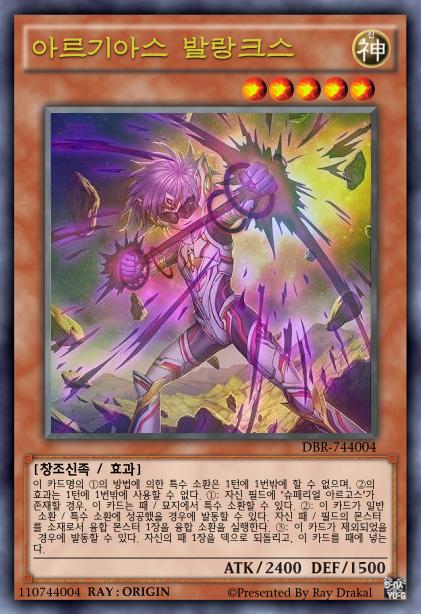 아르기아스 발랑크스
신
神
DBR-744004
[창조신족 / 효과]
이 카드명의 ①의 방법에 의한 특수 소환은 1턴에 1번밖에 할 수 없으며, ②의
효과는 1턴에 1번밖에 사용할 수 없다. ①: 자신 필드에 "슈페리얼 아르고스"가
존재할 경우, 이 카드는 패 / 묘지에서 특수 소환할 수 있다. ②: 이 카드가 일반
소환 / 특수 소환에 성공했을 경우에 발동할 수 있다. 자신 패 / 필드의 몬스터
를 소재로서 융합 몬스터 1장을 융합 소환을 실행한다. ③: 이 카드가 제외되었을
경우에 발동할 수 있다. 자신의 패 1장을 덱으로 되돌리고, 이 카드를 패에 넣는
다.
ATK/2400 DEF/1500
110744004 RAY : ORIGIN ©Presented By Ray Drakal